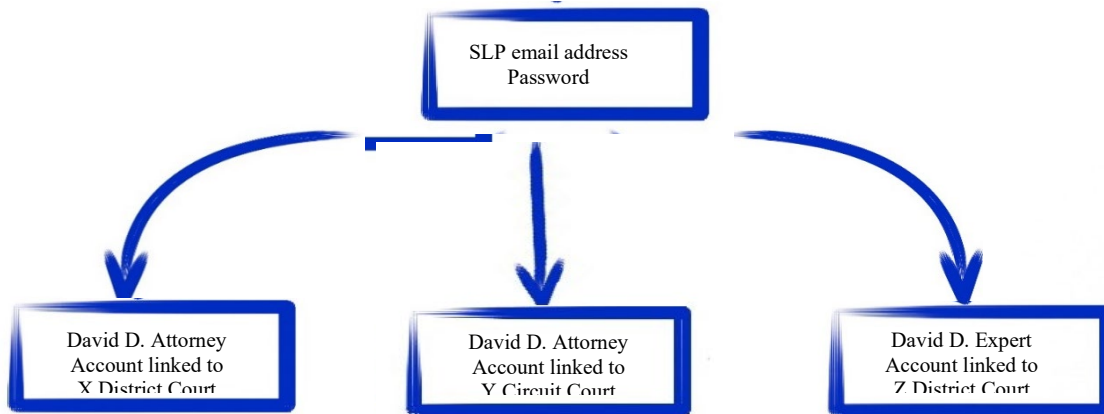 SLP email address
Password
David D. Attorney
Account linked to
X District Court
David D. Attorney
Account linked to
Y Circuit Court
David D. Expert
Account linked to
Z District Court